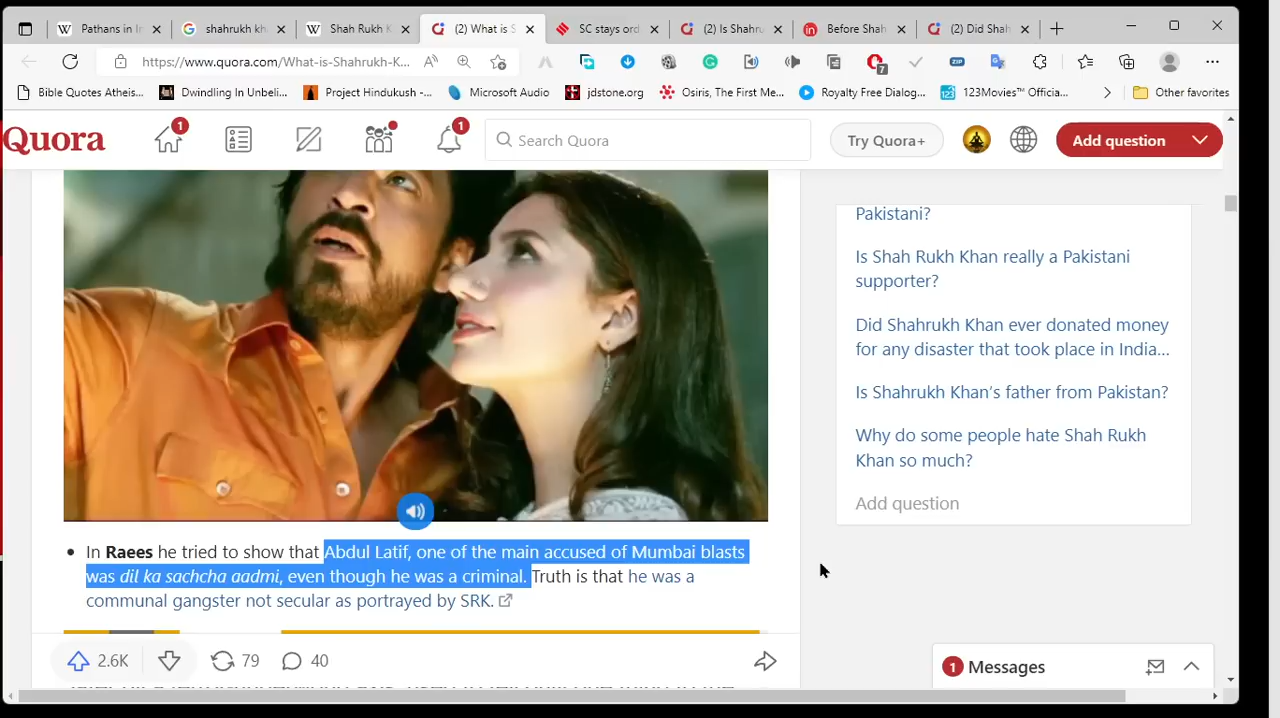 Pathans in In
shahrukh kha
Shah Rukh K
(2) What is S
SC stays ord
(2) Is Shahru
Before Shah
(2) Did Shah
https://www.quora.com/What-is-Shahrukh-K...
7
Bible Quotes Atheis...
Dwindling In Unbeli...
Project Hindukush -...
Microsoft Audio
jdstone.org
Osiris, The First Me...
Royalty Free Dialog...
123Movies™ Officia...
Other favorites
Quora
1
1
Search Quora
Try Quora+
Add question
Pakistani?
Is Shah Rukh Khan really a Pakistani
supporter?
Did Shahrukh Khan ever donated money
for any disaster that took place in India...
Is Shahrukh Khan's father from Pakistan?
Why do some people hate Shah Rukh
Khan so much?
Add question
• In Raees he tried to show that Abdul Latif, one of the main accused of Mumbai blasts
was dil ka sachcha aadmi, even though he was a criminal. Truth is that he was a
communal gangster not secular as portrayed by SRK.
2.6K
79
40
1 Messages